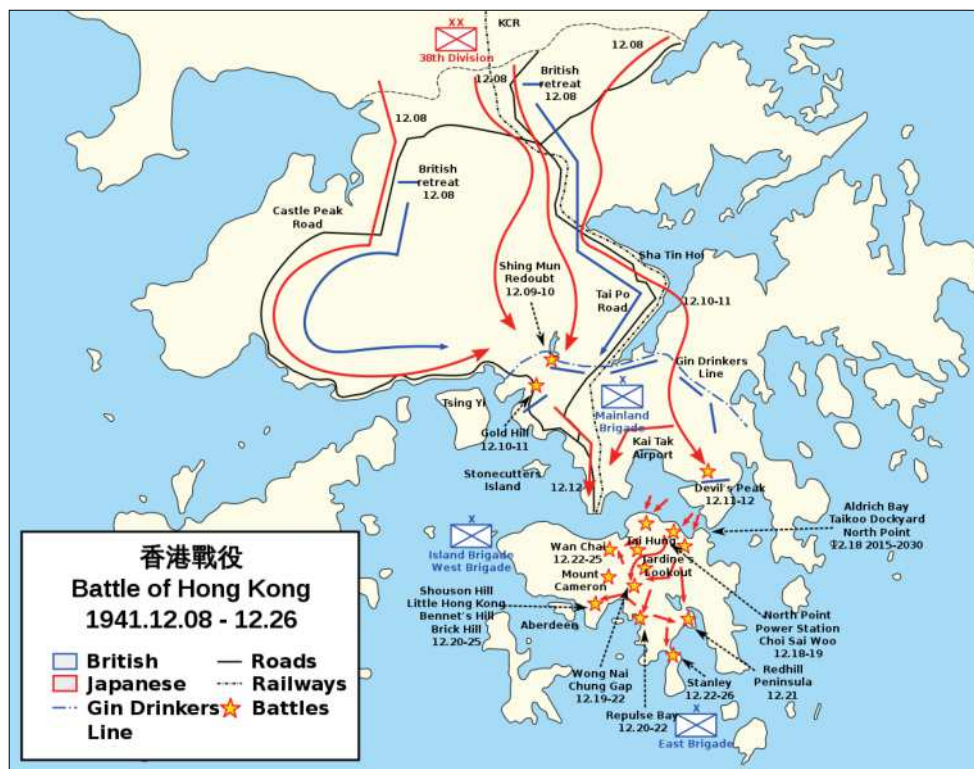 XX
38th Division
KCR
12.08
12.08
12.08
British
retreat
12.08
British
retreat
12.08
Castle Peak
Road
Shing Mun
Redoubt
12.09-10
Tai Po
Road
Sha Tin Hoi
12.10-11
Gin Drinkers
Line
X
Mainland
Brigade
Tsing Yi
Gold Hill
12.10-11
Stonecutters
Island
12.12
Kai Tak
Airport
Devil's Peak
12.11-12
Aldrich Bay
Taikoo Dockyard
North Point
12.18 2015-2030
X
Island Brigade
West Brigade
Wan Chai
12.22-25
Tai Hung
Jardine
Lookout
Mount
Cameron
Shouson Hill
Little Hong Kong
Bennet's Hill
Brick Hill
12.20-25
Aberdeen
North Point
Power Station
Choi Sai Woo
12.18-19
Wong Nai
Chung Gap
12.19-22
Redhill
Peninsula
12.21
Stanley
12.22-26
Repulse Bay
12.20-22
X
East Brigade
香港戰役
Battle of Hong Kong
1941.12.08 - 12.26
British
Roads
Japanese
Railways
Gin Drinkers
Line
Battles